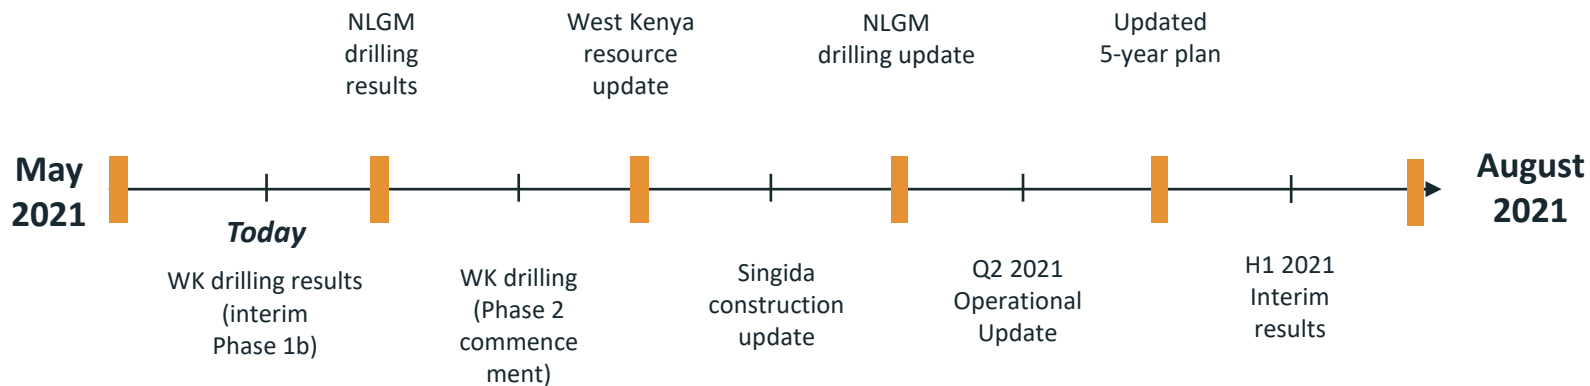 NLGM
drilling
results
West Kenya
resource
update
NLGM
drilling update
Updated
5-year plan
May
2021
August
2021
Today
WK drilling results
(interim
Phase 1b)
WK drilling
(Phase 2
commence
ment)
Singida
construction
update
Q2 2021
Operational
Update
H1 2021
Interim
results